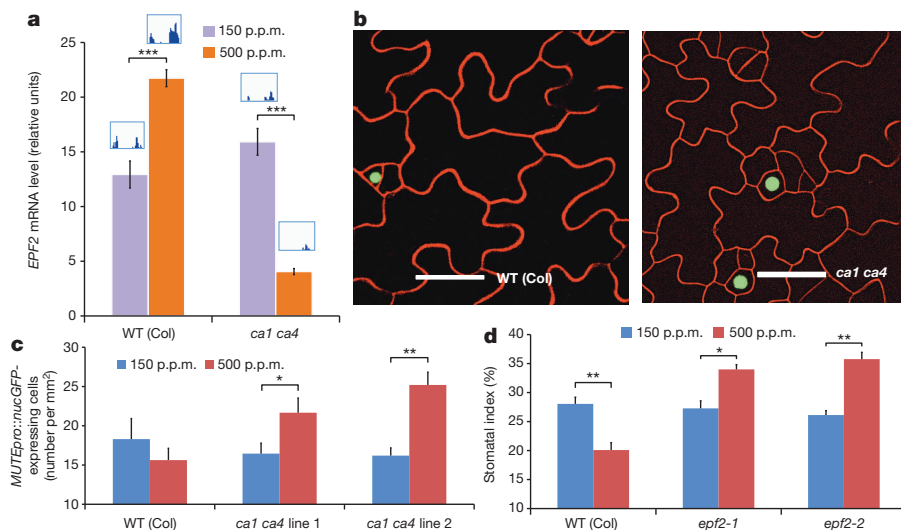 a
150 p.p.m.
500 p.p.m.
EPF2 mRNA level (relative units)
25
20
15
10
5
0
***
***
WT (Col)
ca1 ca4
b
WT (Col)
ca1 ca4
c
150 p.p.m.
500 p.p.m.
MUTEpro::nucGFP-
expressing cells
(number per mm²)
30
25
20
15
10
*
**
WT (Col)
ca1 ca4 line 1
ca1 ca4 line 2
d
150 p.p.m.
500 p.p.m.
Stomatal index (%)
40
35
30
25
20
15
10
**
*
**
WT (Col)
epf2-1
epf2-2